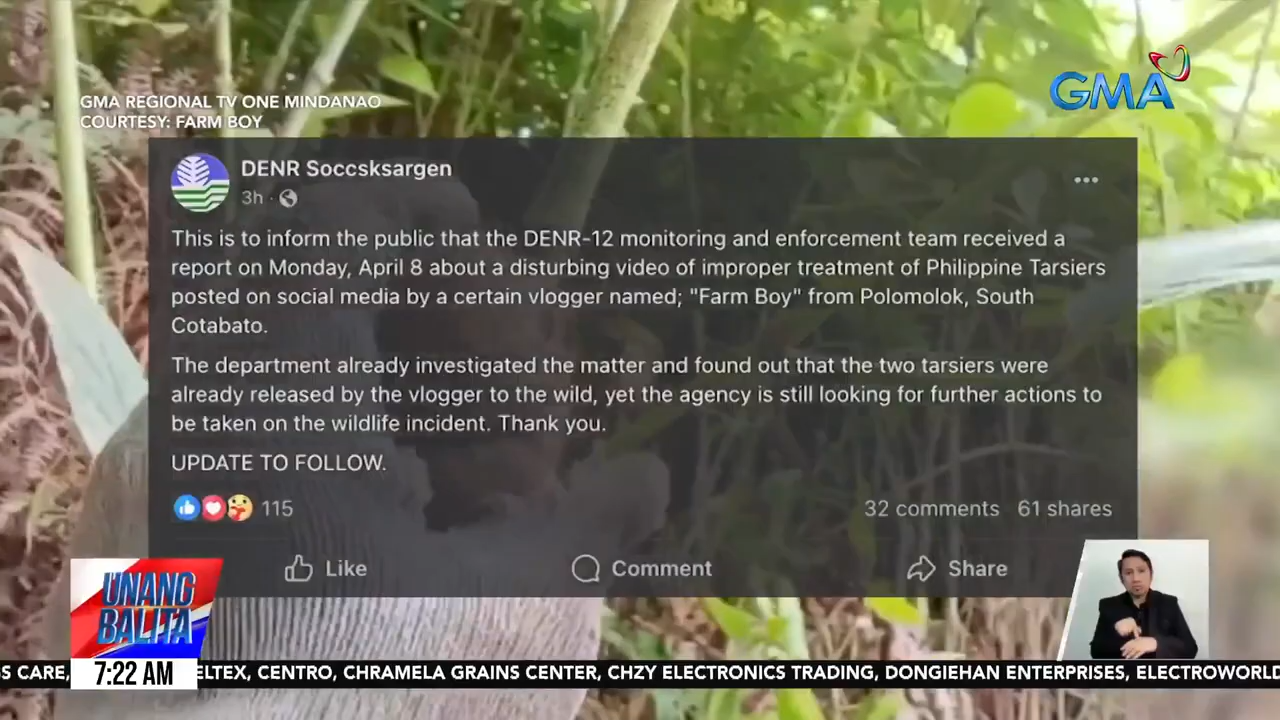 GMA REGIONAL TV ONE MINDANAO
COURTESY: FARM BOY
GMA
DENR Soccsksargen
3h ·
This is to inform the public that the DENR-12 monitoring and enforcement team received a
report on Monday, April 8 about a disturbing video of improper treatment of Philippine Tarsiers
posted on social media by a certain vlogger named; "Farm Boy" from Polomolok, South
Cotabato.
The department already investigated the matter and found out that the two tarsiers were
already released by the vlogger to the wild, yet the agency is still looking for further actions to
be taken on the wildlife incident. Thank you.
UPDATE TO FOLLOW.
115
32 comments 61 shares
Like Comment Share
UNANG
BALITA
7:22 AM
S CARE, ELTEX, CENTRO, CHRAMELA GRAINS CENTER, CHZY ELECTRONICS TRADING, DONGIEHAN ENTERPRISES, ELECTROWORLD